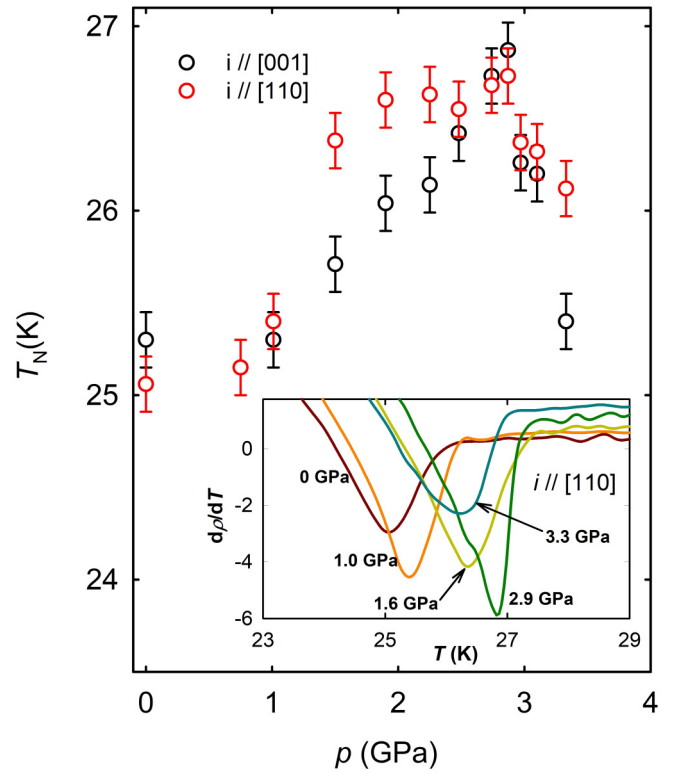 27
26
25
24
T_N(K)
i // [001]
i // [110]
0
-2
-4
-6
dρ/dT
i // [110]
0 GPa
3.3 GPa
1.0 GPa
1.6 GPa
2.9 GPa
23
25
27
29
T (K)
0
1
2
3
4
p (GPa)